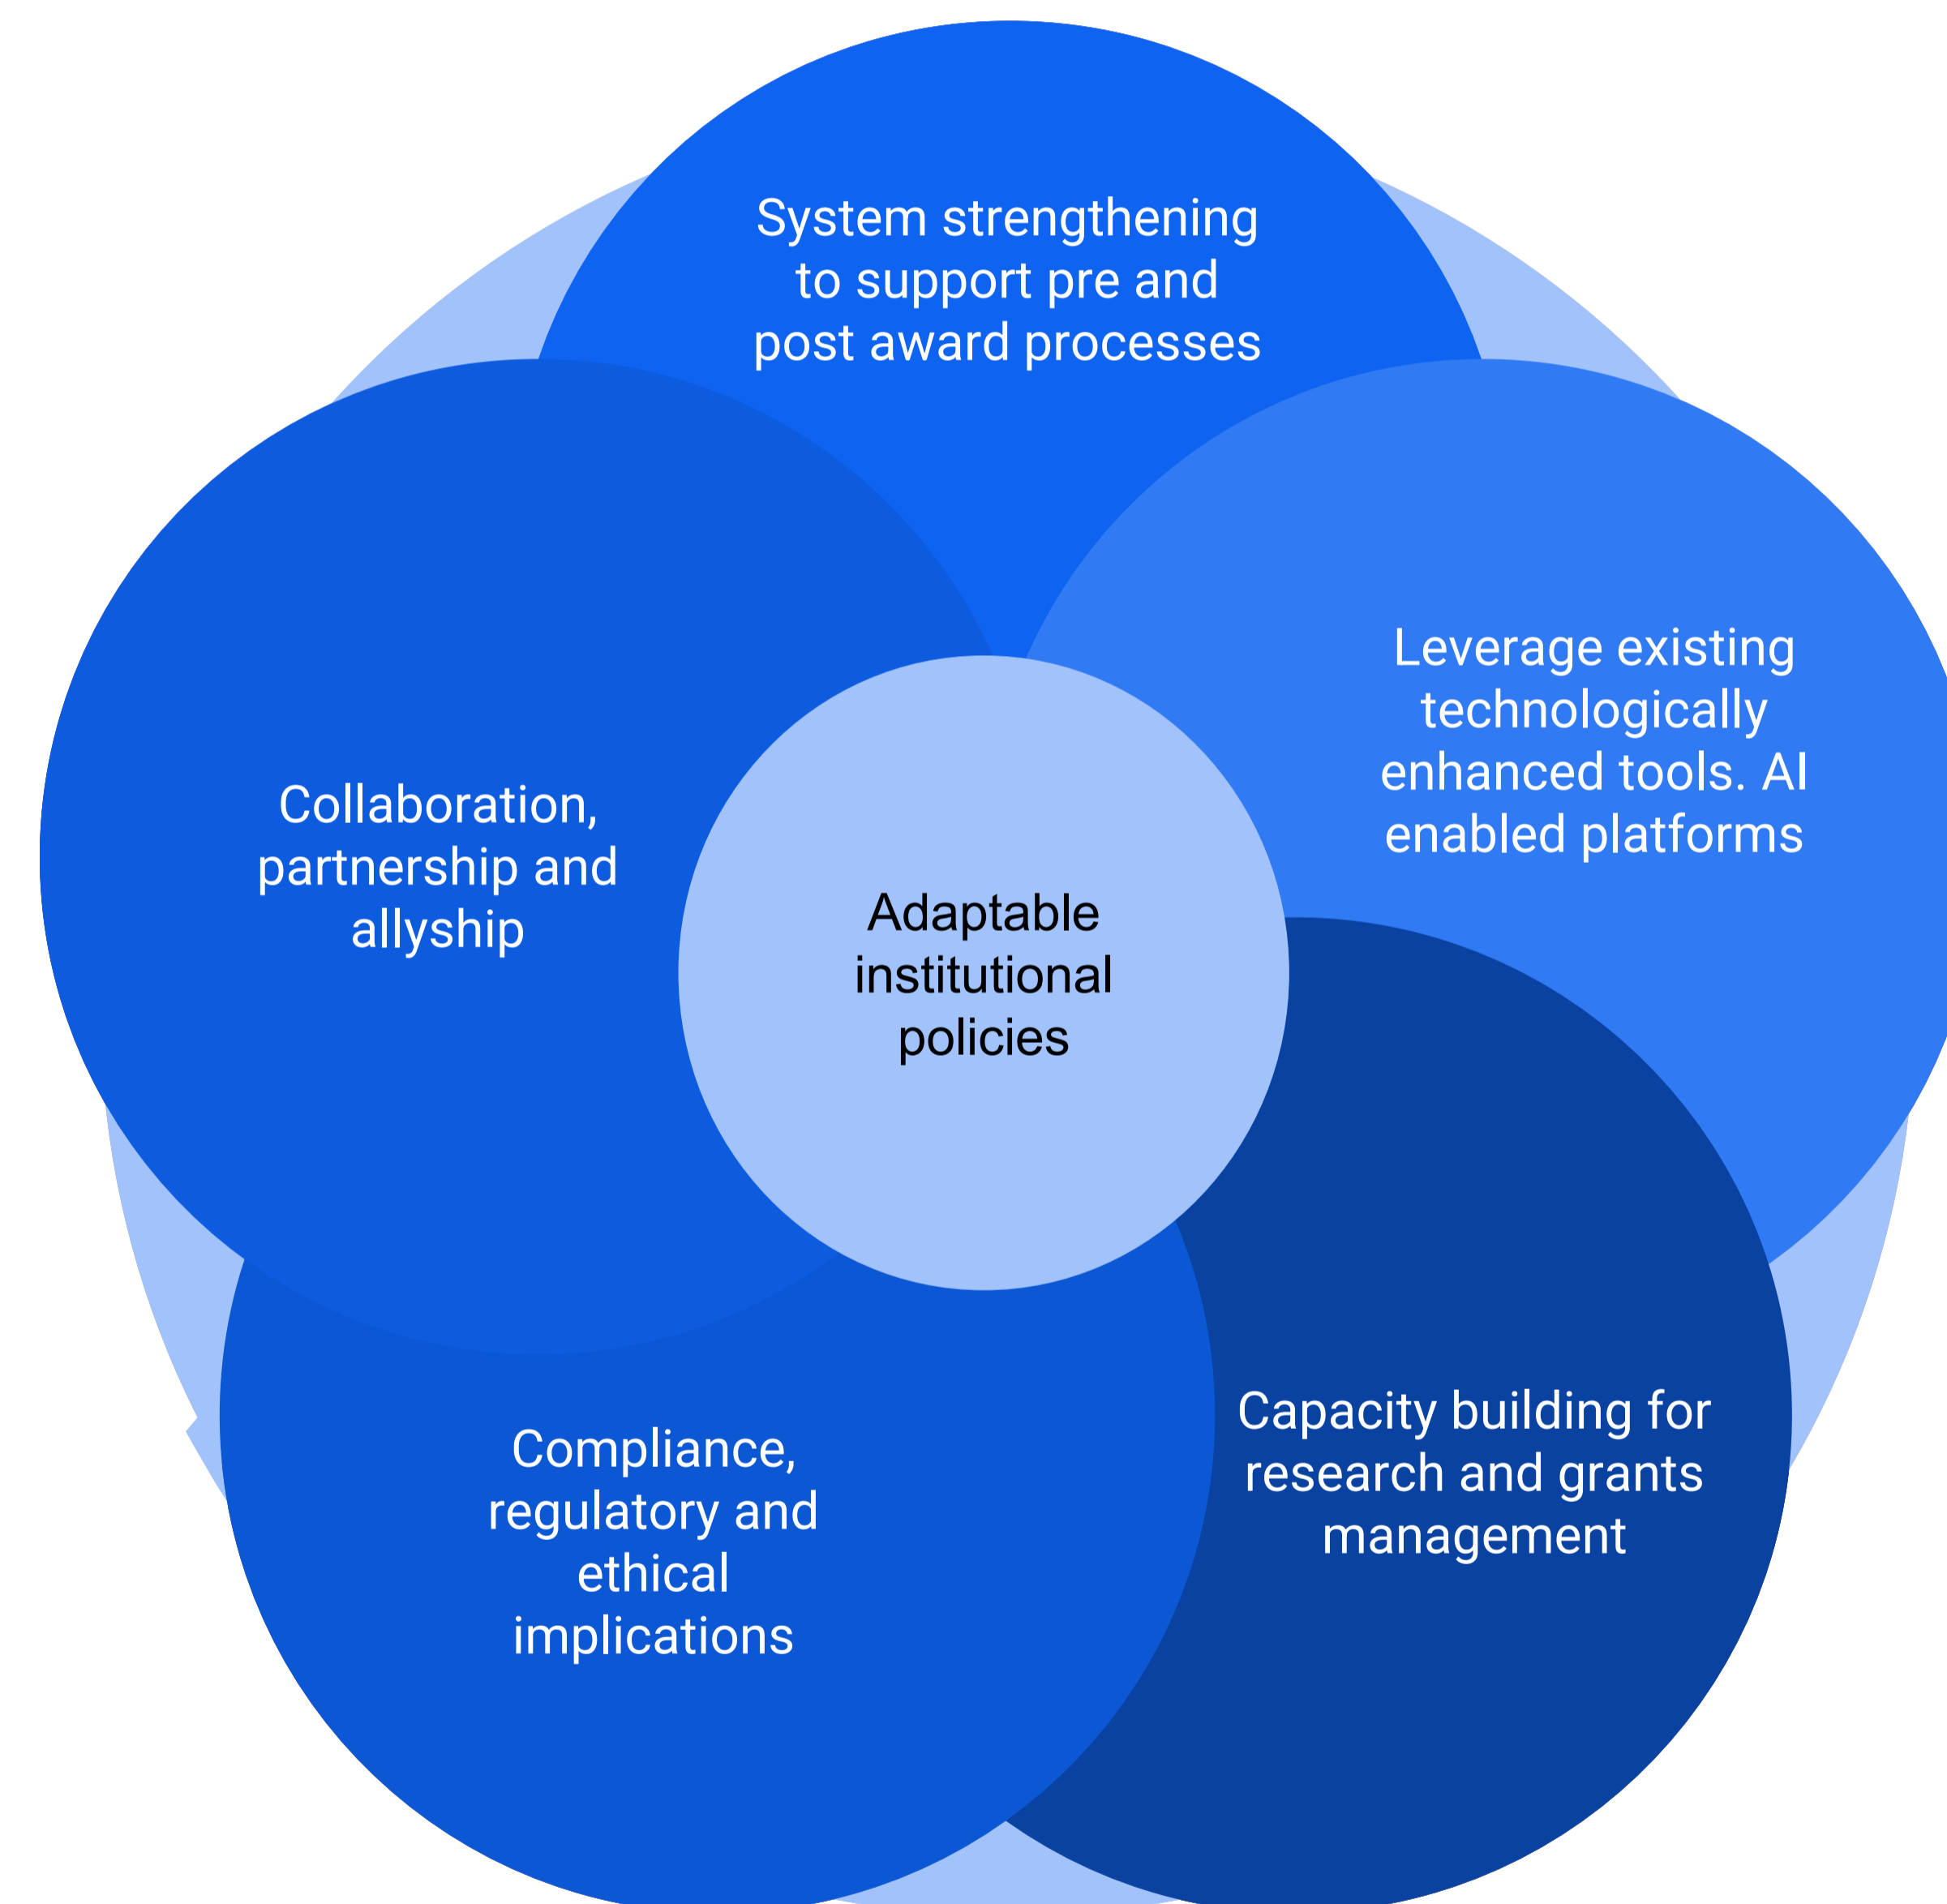 System strengthening
to support pre and
post award processes
Leverage existing
technologically
enhanced tools. AI
enabled platforms
Collaboration,
partnership and
allyship
Adaptable
institutional
policies
Capacity building for
research and grants
management
Compliance,
regulatory and
ethical
implications